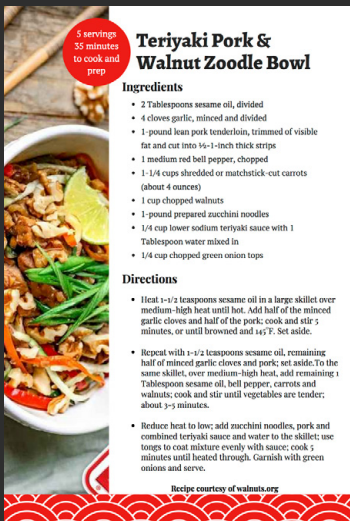 5 servings
35 minutes
to cook and
prep
Teriyaki Pork &
Walnut Zoodle Bowl
Ingredients
• 2 Tablespoons sesame oil, divided
• 4 cloves garlic, minced and divided
• 1-pound lean pork tenderloin, trimmed of visible
fat and cut into ½-1-inch thick strips
• 1 medium red bell pepper, chopped
• 1-1/4 cups shredded or matchstick-cut carrots
(about 4 ounces)
• 1 cup chopped walnuts
• 1-pound prepared zucchini noodles
• 1/4 cup lower sodium teriyaki sauce with 1
Tablespoon water mixed in
• 1/4 cup chopped green onion tops
Directions
• Heat 1-1/2 teaspoons sesame oil in a large skillet over
medium-high heat until hot. Add half of the minced
garlic cloves and half of the pork; cook and stir 5
minutes, or until browned and 145°F. Set aside.
• Repeat with 1-1/2 teaspoons sesame oil, remaining
half of minced garlic cloves and pork; set aside.To the
same skillet, over medium-high heat, add remaining 1
Tablespoon sesame oil, bell pepper, carrots and
walnuts; cook and stir until vegetables are tender;
about 3-5 minutes.
• Reduce heat to low; add zucchini noodles, pork and
combined teriyaki sauce and water to the skillet; use
tongs to coat mixture evenly with sauce; cook 5
minutes until heated through. Garnish with green
onions and serve.
Recipe courtesy of walnuts.org